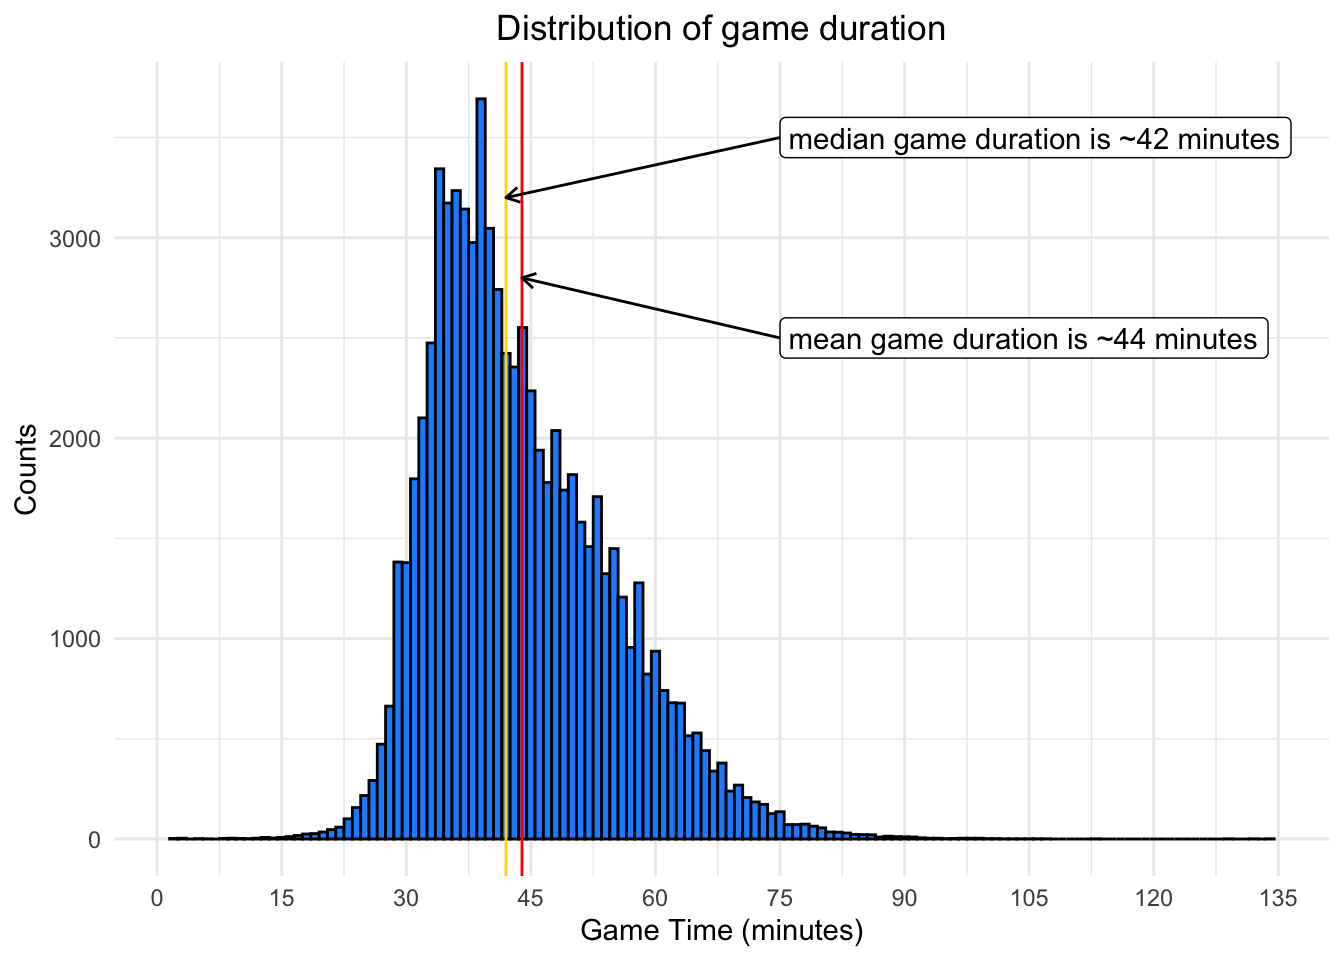 Distribution of game duration
median game duration is ~42 minutes
mean game duration is ~44 minutes
Counts
3000
2000
1000
0
0 15 30 45 60 75 90 105 120 135
Game Time (minutes)